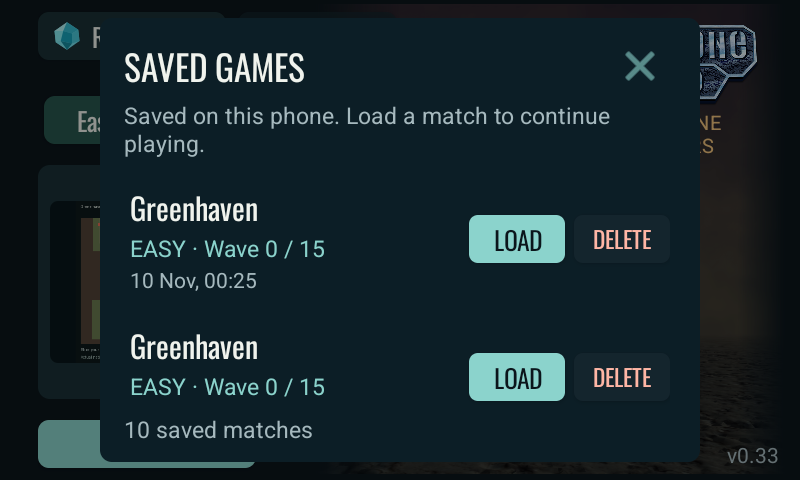 SAVED GAMES
Saved on this phone. Load a match to continue
playing.
Greenhaven
EASY · Wave 0 / 15
10 Nov, 00:25
LOAD
DELETE
Greenhaven
EASY · Wave 0 / 15
LOAD
DELETE
10 saved matches
v0.33